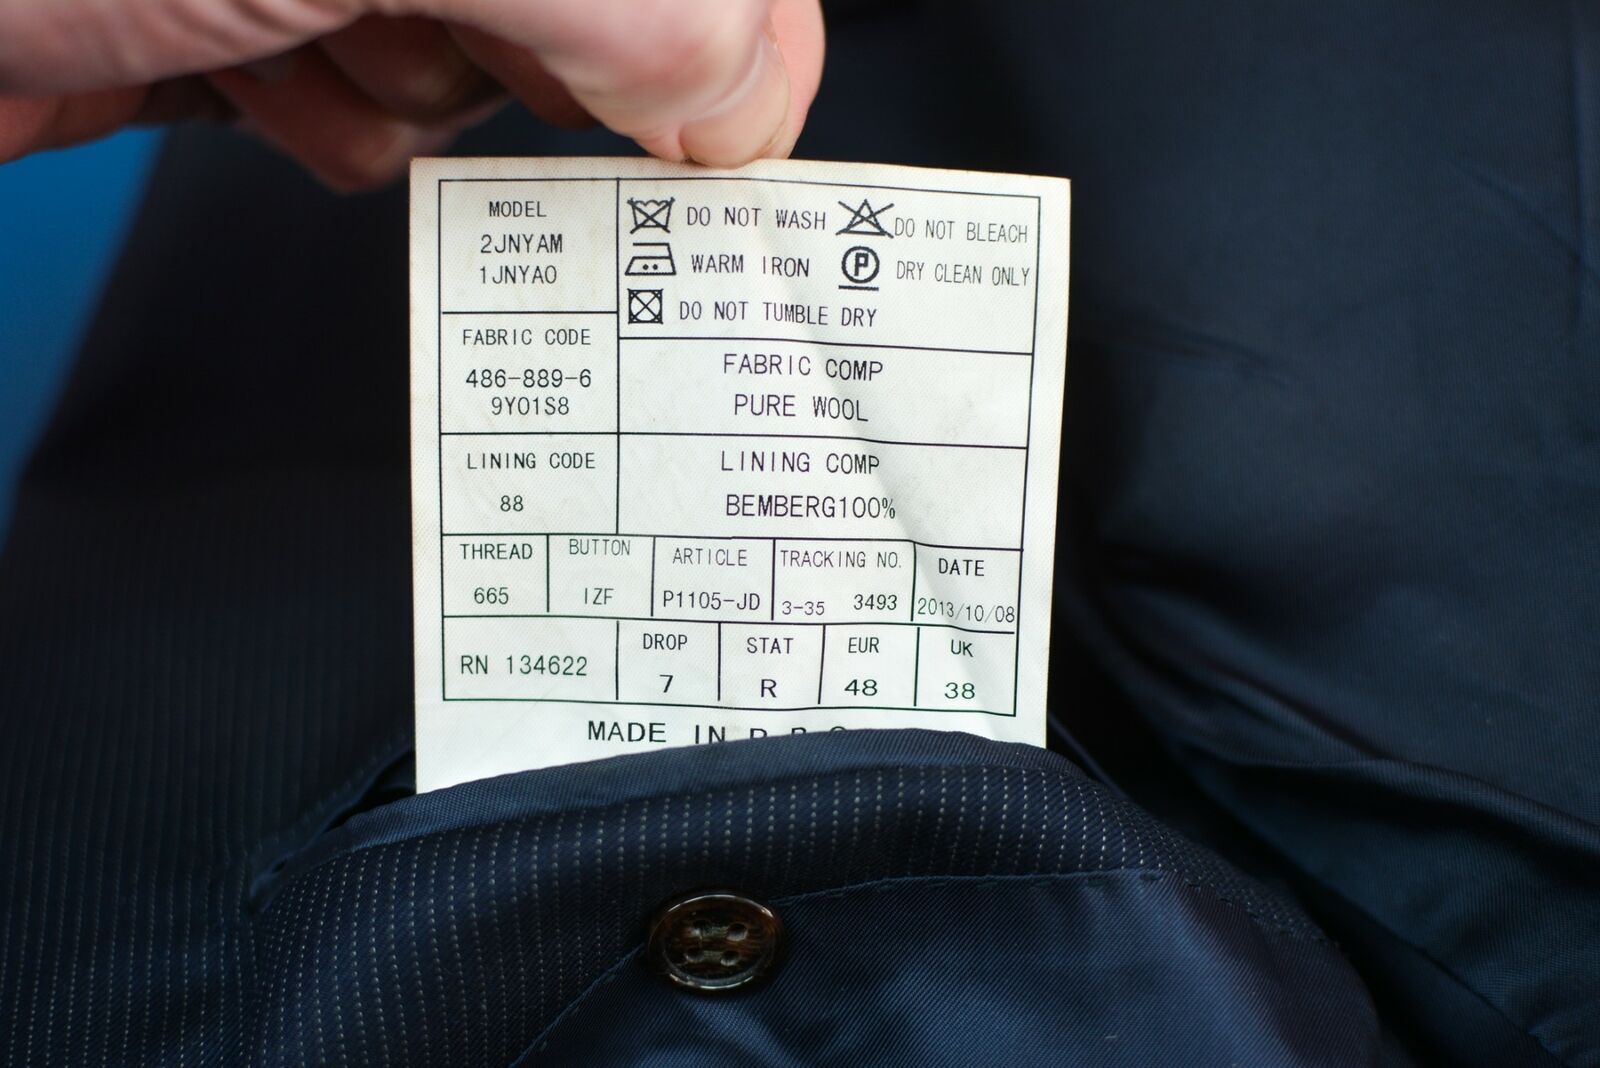 MODEL
2JNYAM
1JNYAO
DO NOT WASH
DO NOT BLEACH
WARM IRON
P
DRY CLEAN ONLY
DO NOT TUMBLE DRY
FABRIC CODE
486-889-6
9Y01S8
FABRIC COMP
PURE WOOL
LINING CODE
88
LINING COMP
BEMBERG100%
THREAD
665
BUTTON
IZF
ARTICLE
P1105-JD
TRACKING NO.
3-35 3493
DATE
2013/10/08
RN 134622
DROP
7
STAT
R
EUR
48
UK
38
MADE IN